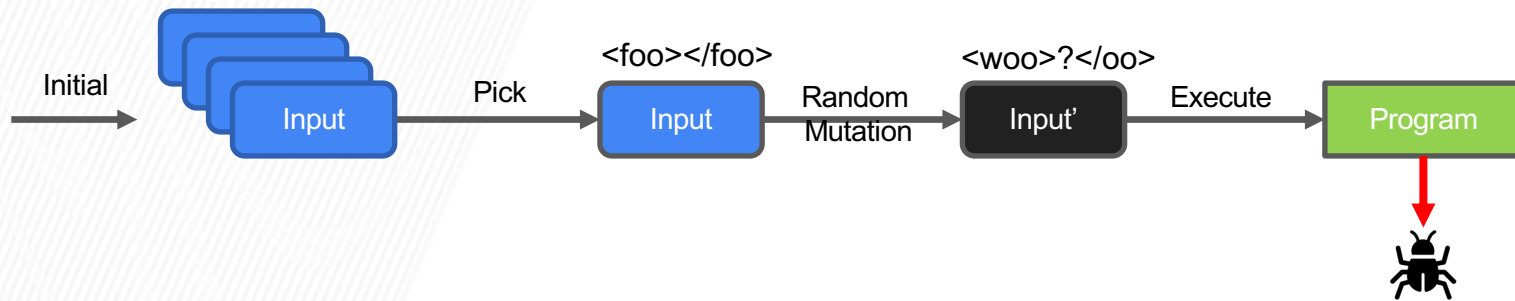 Initial
Input
Pick
<foo></foo>
Input
Random
Mutation
<woo>?</oo>
Input’
Execute
Program